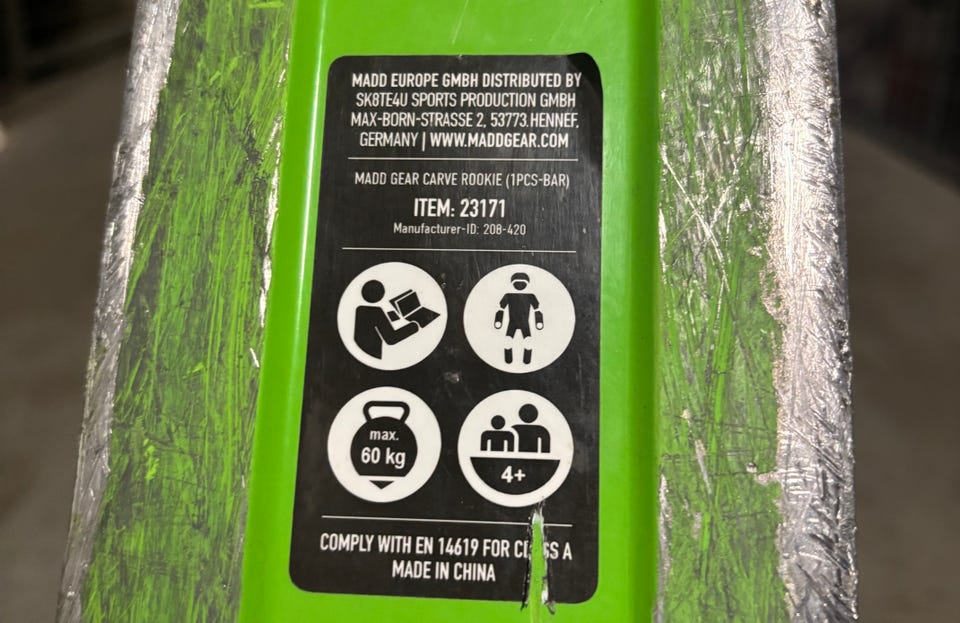 MADD EUROPE GMBH DISTRIBUTED BY
SK8TE4U SPORTS PRODUCTION GMBH
MAX-BORN-STRASSE 2, 53773 HENNEF,
GERMANY | WWW.MADDGEAR.COM
MADD GEAR CARVE ROOKIE (1PCS-BAR)
ITEM: 23171
Manufacturer-ID: 208-420
max.
60 kg
4+
COMPLY WITH EN 14619 FOR CLASS A
MADE IN CHINA